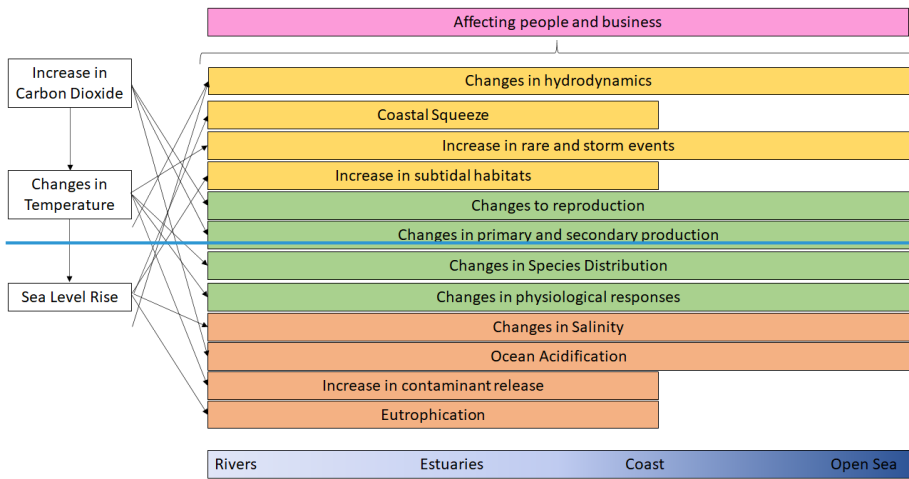 Affecting people and business
Increase in
Carbon Dioxide
Changes in
Temperature
Sea Level Rise
Changes in hydrodynamics
Coastal Squeeze
Increase in rare and storm events
Increase in subtidal habitats
Changes to reproduction
Changes in primary and secondary production
Changes in Species Distribution
Changes in physiological responses
Changes in Salinity
Ocean Acidification
Increase in contaminant release
Eutrophication
Rivers Estuaries Coast Open Sea